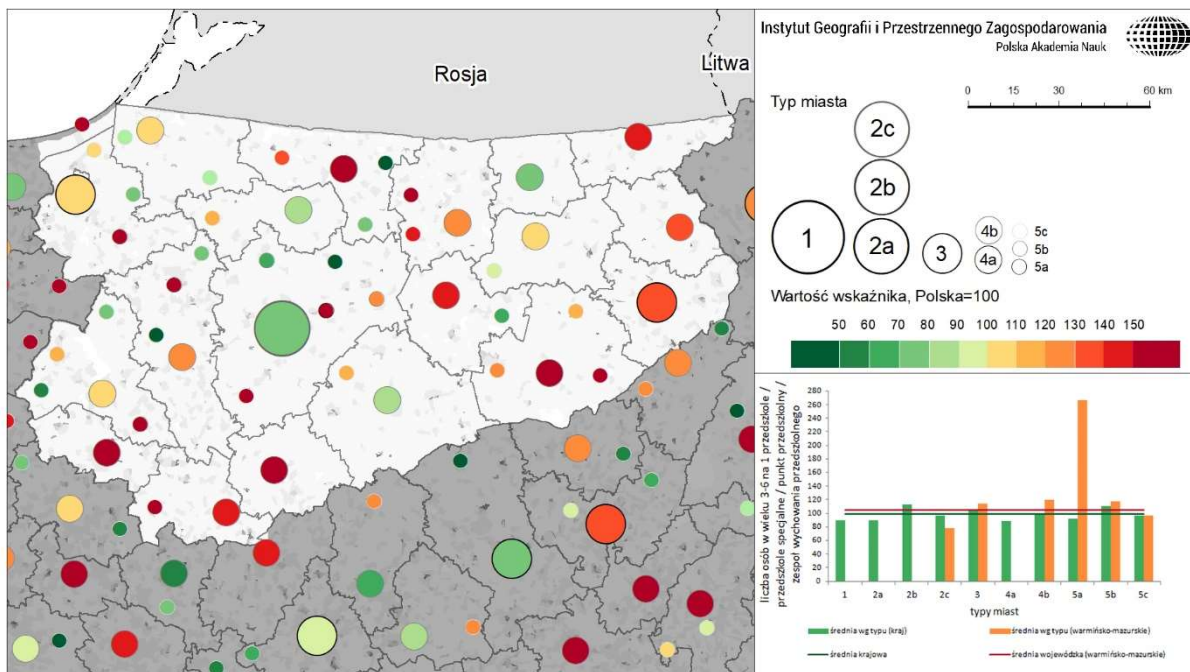 Rosja
Litwa
Instytut Geografii i Przestrzennego Zagospodarowania
Polska Akademia Nauk
0 15 30 60 km
Typ miasta
2c
2b
1
2a
3
4b
4a
5c
5b
5a
Wartość wskaźnika, Polska=100
50 60 70 80 90 100 110 120 130 140 150
liczba osób w wieku 3-6 na 1 przedszkole /
przedszkole specjalne / punkt przedszkolny /
zespół wychowania przedszkolnego
280
260
240
220
200
180
160
140
120
100
80
60
40
20
0
1 2a 2b 2c 3 4a 4b 5a 5b 5c
typy miast
średnia wg typu (kraj)
średnia wg typu (warmińsko-mazurskie)
średnia krajowa
średnia wojewódzka (warmińsko-mazurskie)